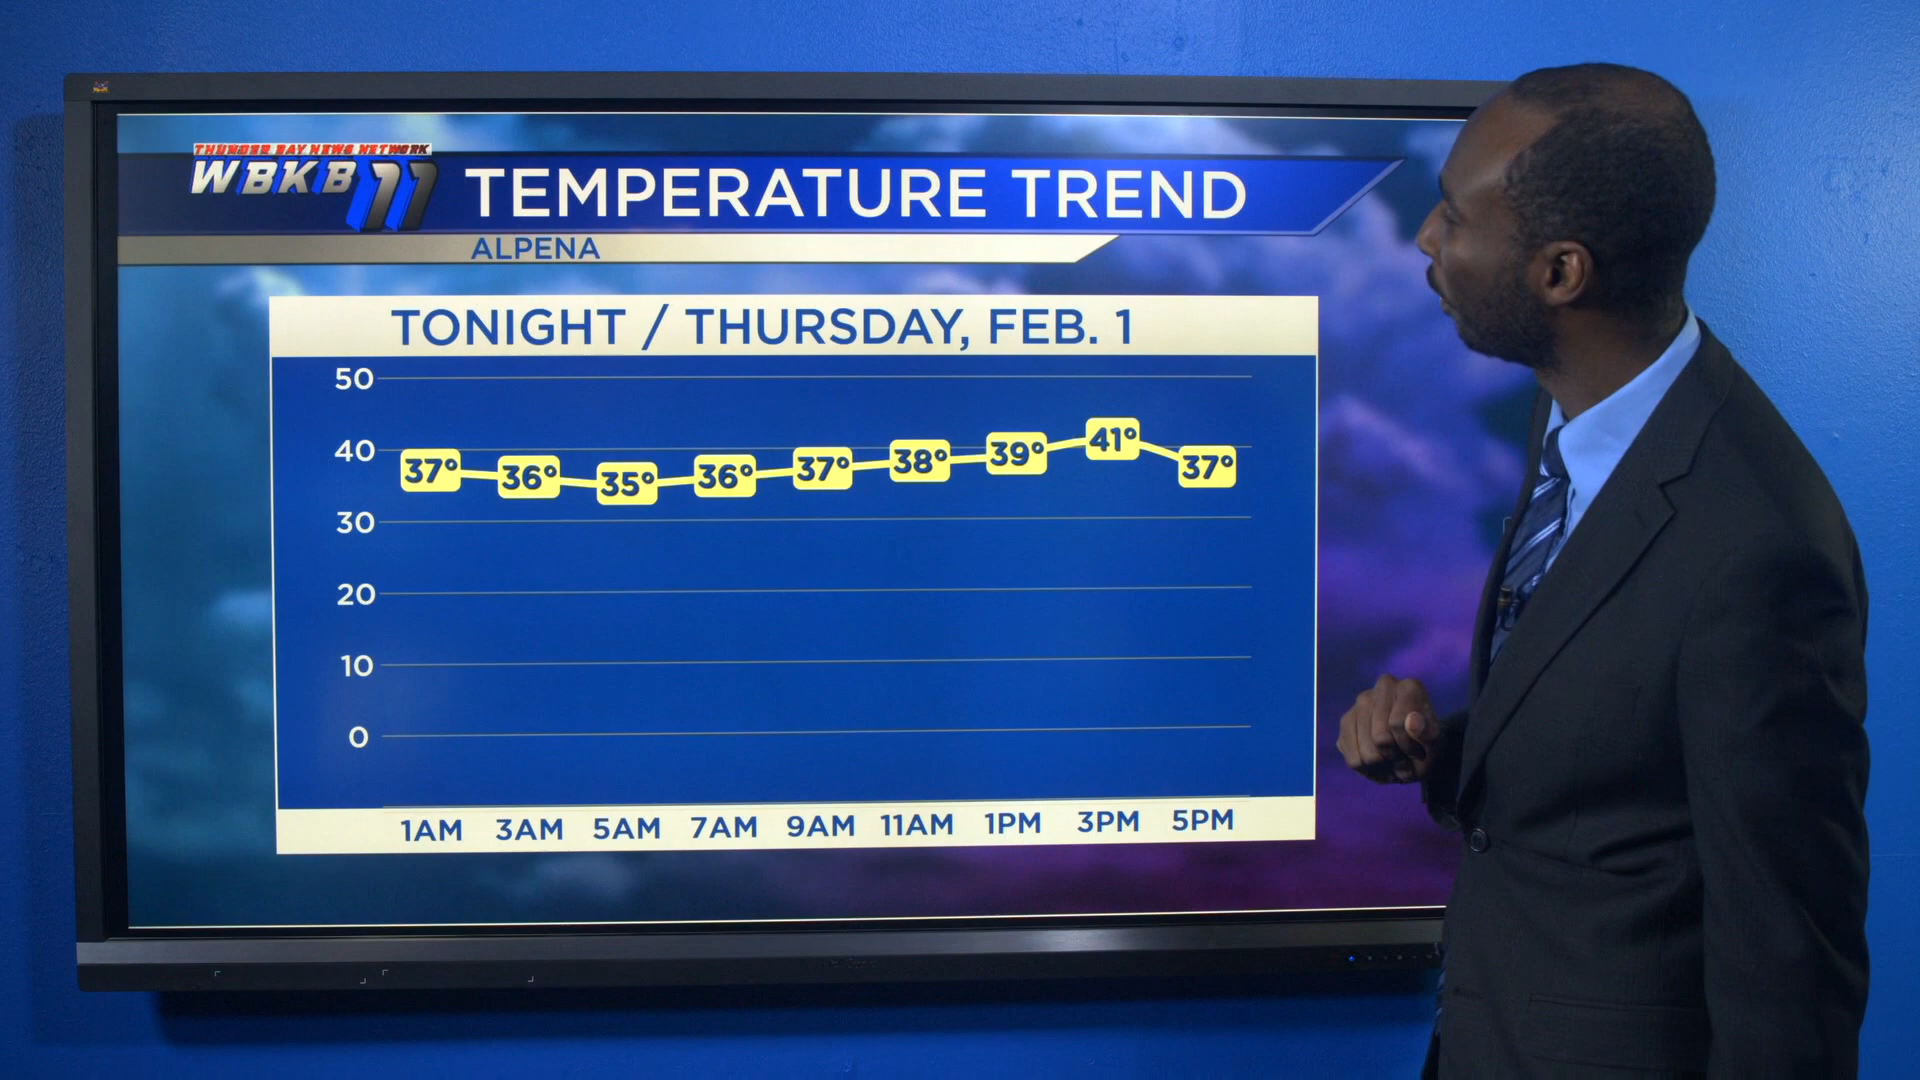 THUNDER BAY NEWS NETWORK
WBKB 11
TEMPERATURE TREND
ALPENA
TONIGHT / THURSDAY, FEB. 1
50
40
30
20
10
0
37° 36° 35° 36° 37° 38° 39° 41° 37°
1AM 3AM 5AM 7AM 9AM 11AM 1PM 3PM 5PM